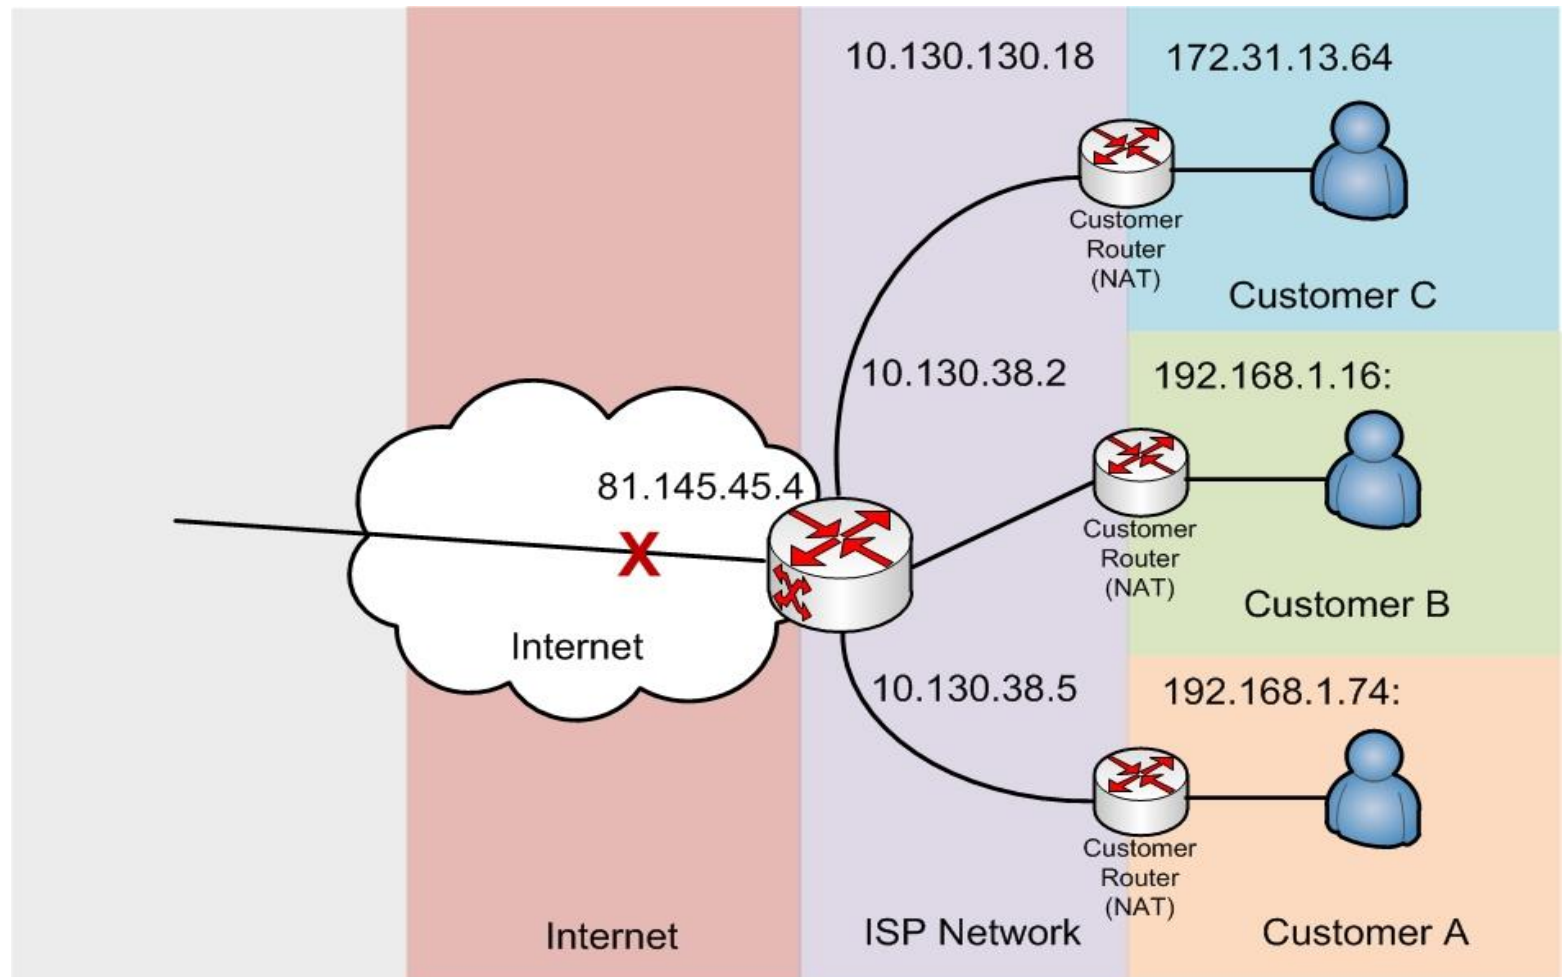 10.130.130.18
172.31.13.64
Customer
Router
(NAT)
Customer C
10.130.38.2
192.168.1.16:
81.145.45.4
X
Customer
Router
(NAT)
Customer B
Internet
10.130.38.5
192.168.1.74:
Customer
Router
(NAT)
Internet
ISP Network
Customer A